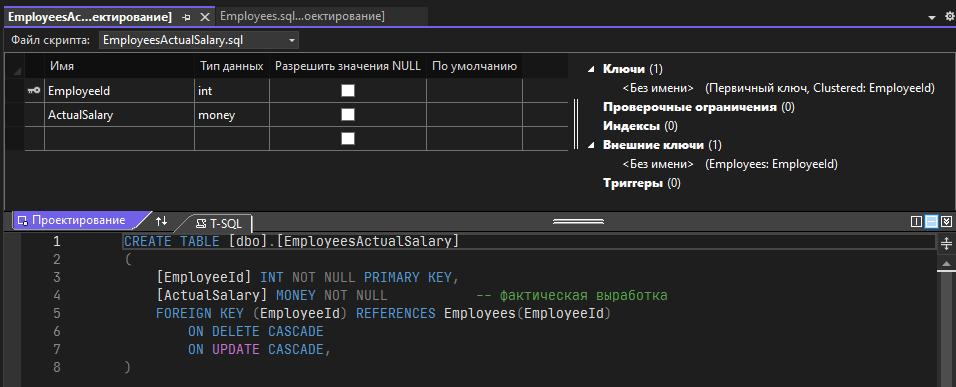 EmployeesAc...ектирование] Employees.sql...оектирование]
Файл скрипта: EmployeesActualSalary.sql
Имя Тип данных Разрешить значения NULL По умолчанию
EmployeeId int
ActualSalary money
Ключи (1)
<Без имени> (Первичный ключ, Clustered: EmployeeId)
Проверочные ограничения (0)
Индексы (0)
Внешние ключи (1)
<Без имени> (Employees: EmployeeId)
Триггеры (0)
Проектирование T-SQL
1 CREATE TABLE [dbo].[EmployeesActualSalary]
2 (
3 [EmployeeId] INT NOT NULL PRIMARY KEY,
4 [ActualSalary] MONEY NOT NULL -- фактическая выработка
5 FOREIGN KEY (EmployeeId) REFERENCES Employees(EmployeeId)
6 ON DELETE CASCADE
7 ON UPDATE CASCADE,
8 )